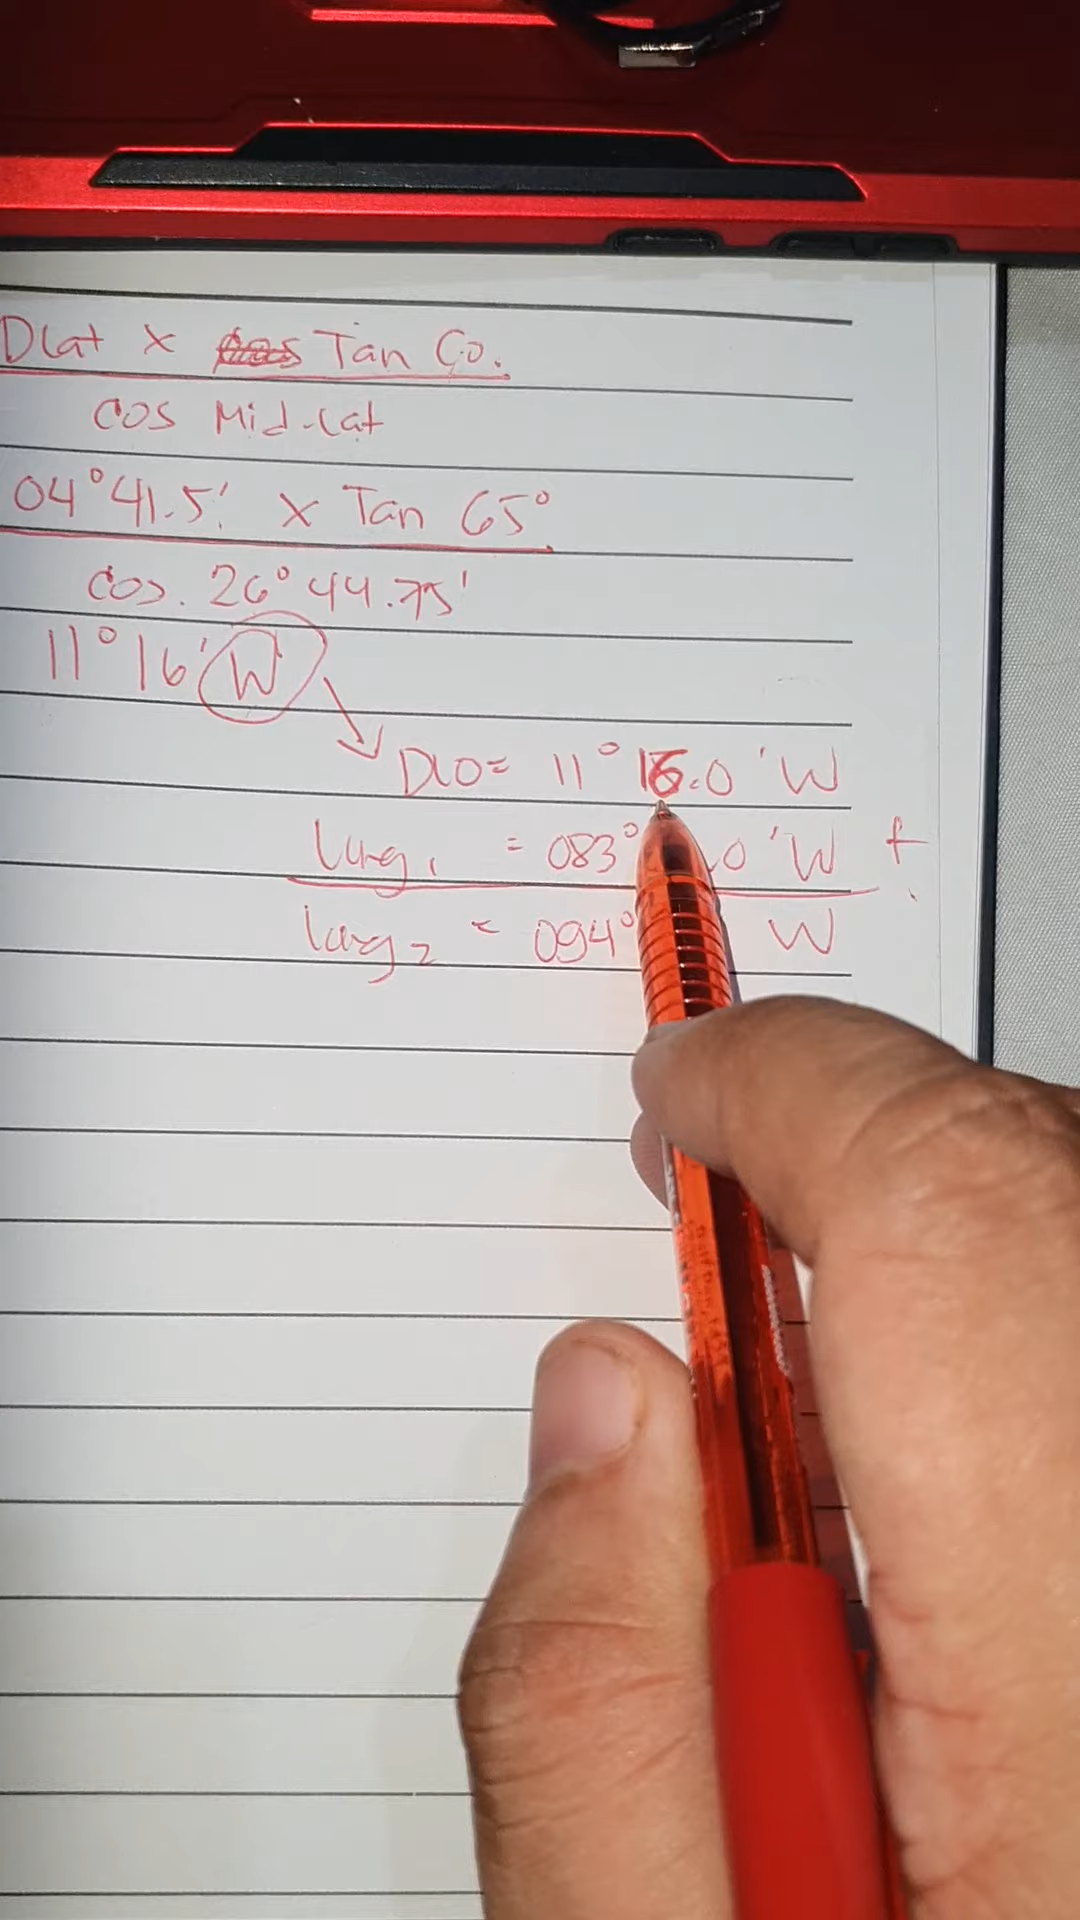 Dlat x Tan Co.
cos Mid-Lat
04°41.5' x Tan 65°
cos. 26°44.75'
11°16' W
DLO= 11° 16.0 'W
long1 = 083° .0 'W +
long2 = 094° W